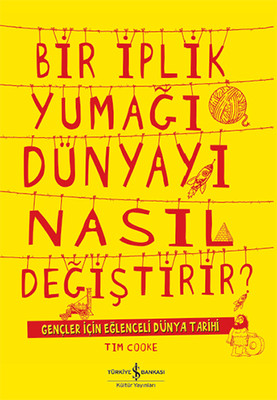 BİR İPLİK
YUMAĞI
DÜNYAYI
NASIL
DEĞİŞTİRİR?
GENÇLER İÇİN EĞLENCELİ DÜNYA TARİHİ
TIM COOKE
TÜRKİYE İŞ BANKASI
Kültür Yayınları